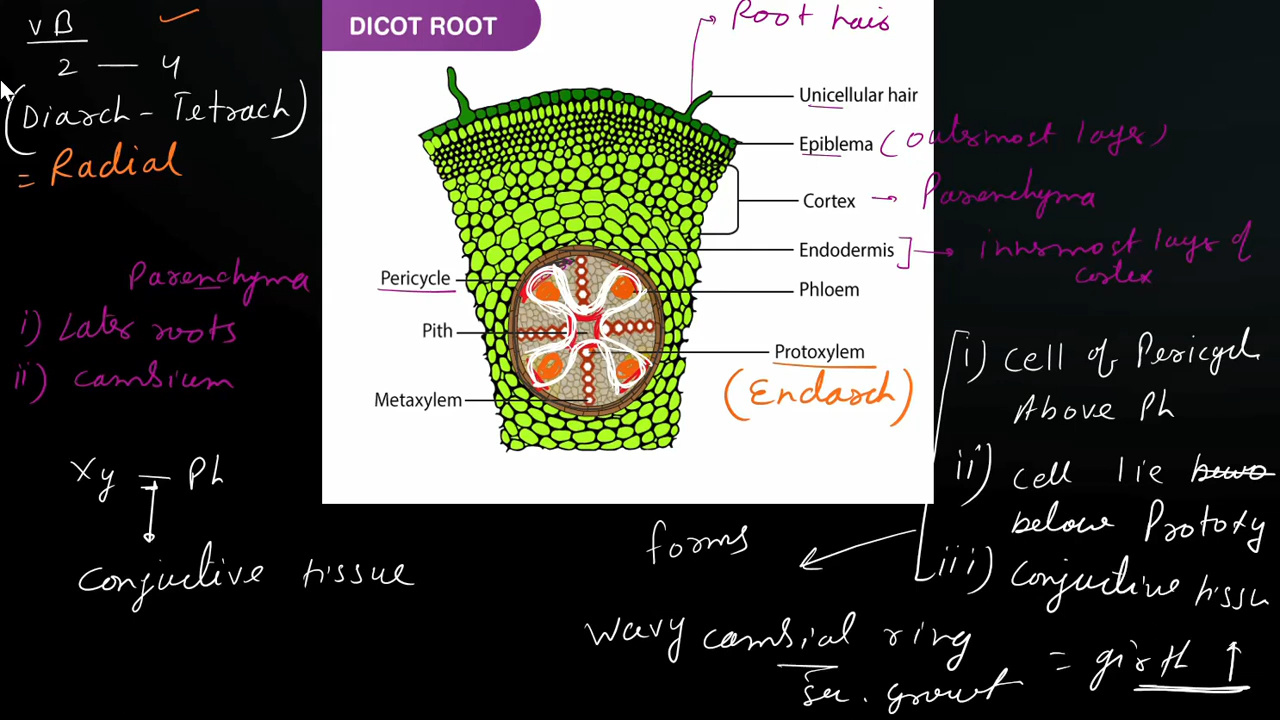 VB
2 — 4
(Diarch - Tetrach)
= Radial
Parenchyma
i) Later roots
ii) cambium
Xy — Ph
Conjuctive tissue
DICOT ROOT
Root hair
Unicellular hair
Epiblema (Outermost layer)
Cortex → Parenchyma
Endodermis → innermost layer of
cortex
Pericycle
Phloem
Pith
Protoxylem
(Endarch)
Metaxylem
i) Cell of Pericycle
Above Ph
ii) cell lie
below Protoxy
iii) Conjuctive tissu
forms
wavy cambial ring
Sec. growt
= girth ↑